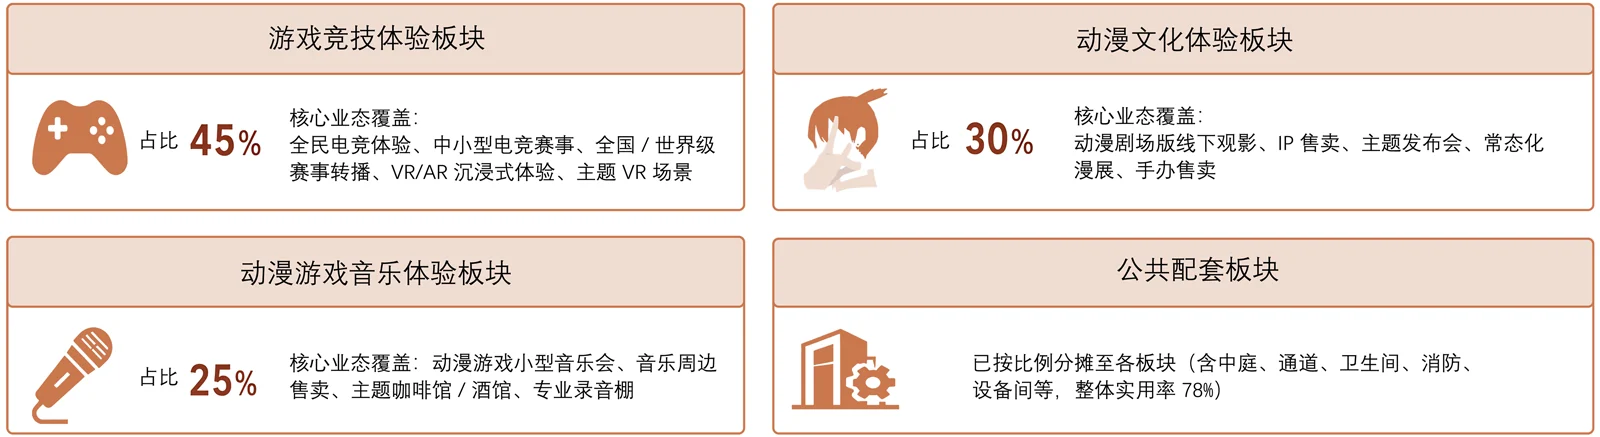 游戏竞技体验板块
占比 45%
核心业态覆盖：
全民电竞体验、中小型电竞赛事、全国 / 世界级
赛事转播、VR/AR 沉浸式体验、主题 VR 场景
动漫文化体验板块
占比 30%
核心业态覆盖：
动漫剧场版线下观影、IP 售卖、主题发布会、常态化
漫展、手办售卖
动漫游戏音乐体验板块
占比 25%
核心业态覆盖：动漫游戏小型音乐会、音乐周边
售卖、主题咖啡馆 / 酒馆、专业录音棚
公共配套板块
已按比例分摊至各板块（含中庭、通道、卫生间、消防、
设备间等，整体实用率 78%）